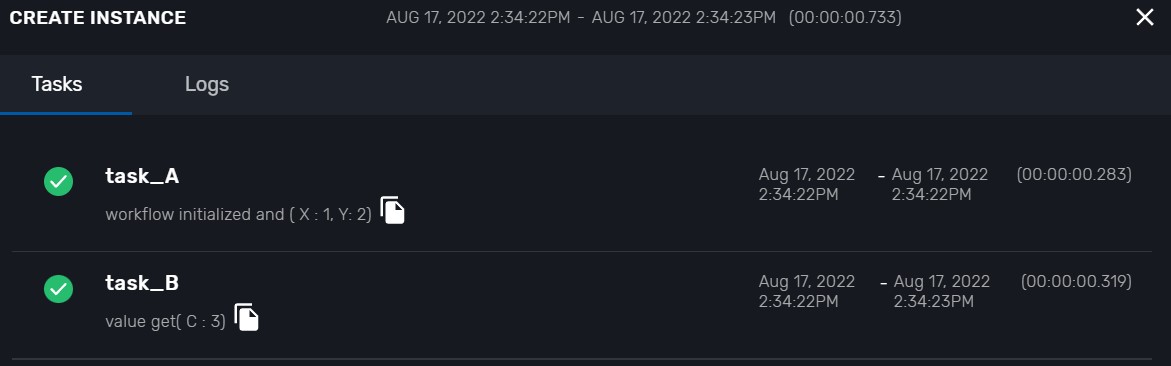 CREATE INSTANCE AUG 17, 2022 2:34:22PM - AUG 17, 2022 2:34:23PM (00:00:00.733)
Tasks Logs
task_A Aug 17, 2022 - Aug 17, 2022 (00:00:00.283)
2:34:22PM 2:34:22PM
workflow initialized and ( X : 1, Y: 2)
task_B Aug 17, 2022 - Aug 17, 2022 (00:00:00.319)
2:34:22PM 2:34:23PM
value get( C : 3)